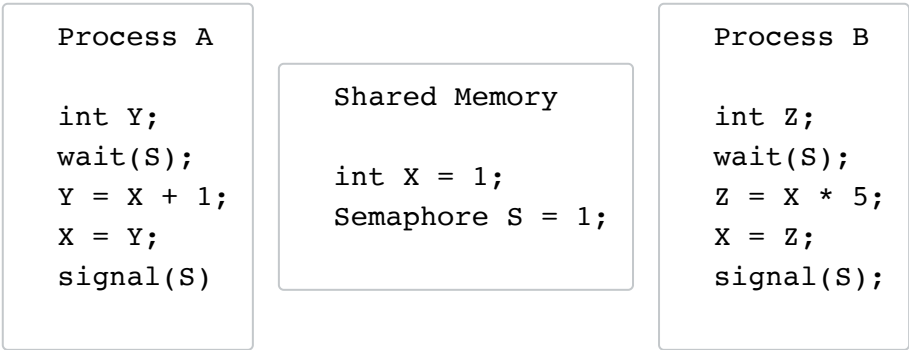 Process A
int Y;
wait(S);
Y = X + 1;
X = Y;
signal(S)
Shared Memory
int X = 1;
Semaphore S = 1;
Process B
int Z;
wait(S);
Z = X * 5;
X = Z;
signal(S);